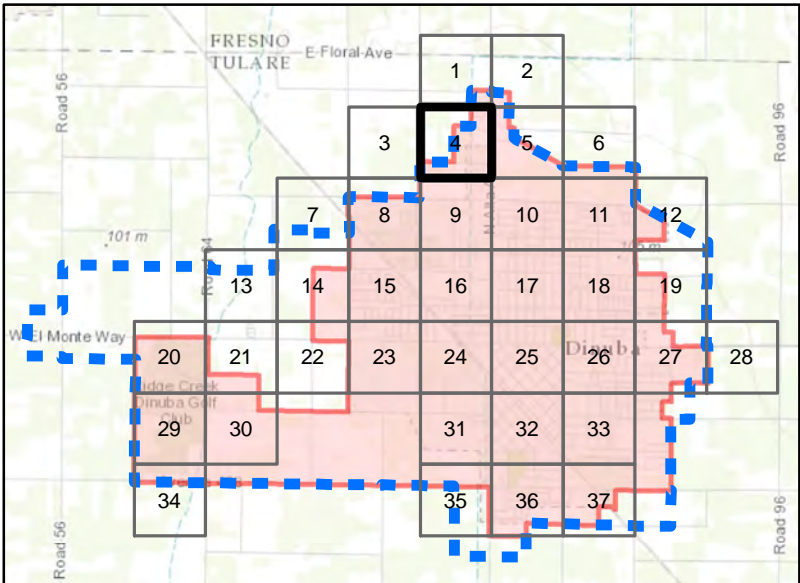 FRESNO
TULARE
E-Floral-Ave
Road 56
Road 96
1 2
3 4 5 6
7 8 9 10 11 12
101 m
13 14 15 16 17 18 19
W El Monte Way
Dinuba
20 21 22 23 24 25 26 27 28
Ridge Creek
Dinuba Golf
Club
29 30 31 32 33
34 35 36 37
Road 56
Road 96